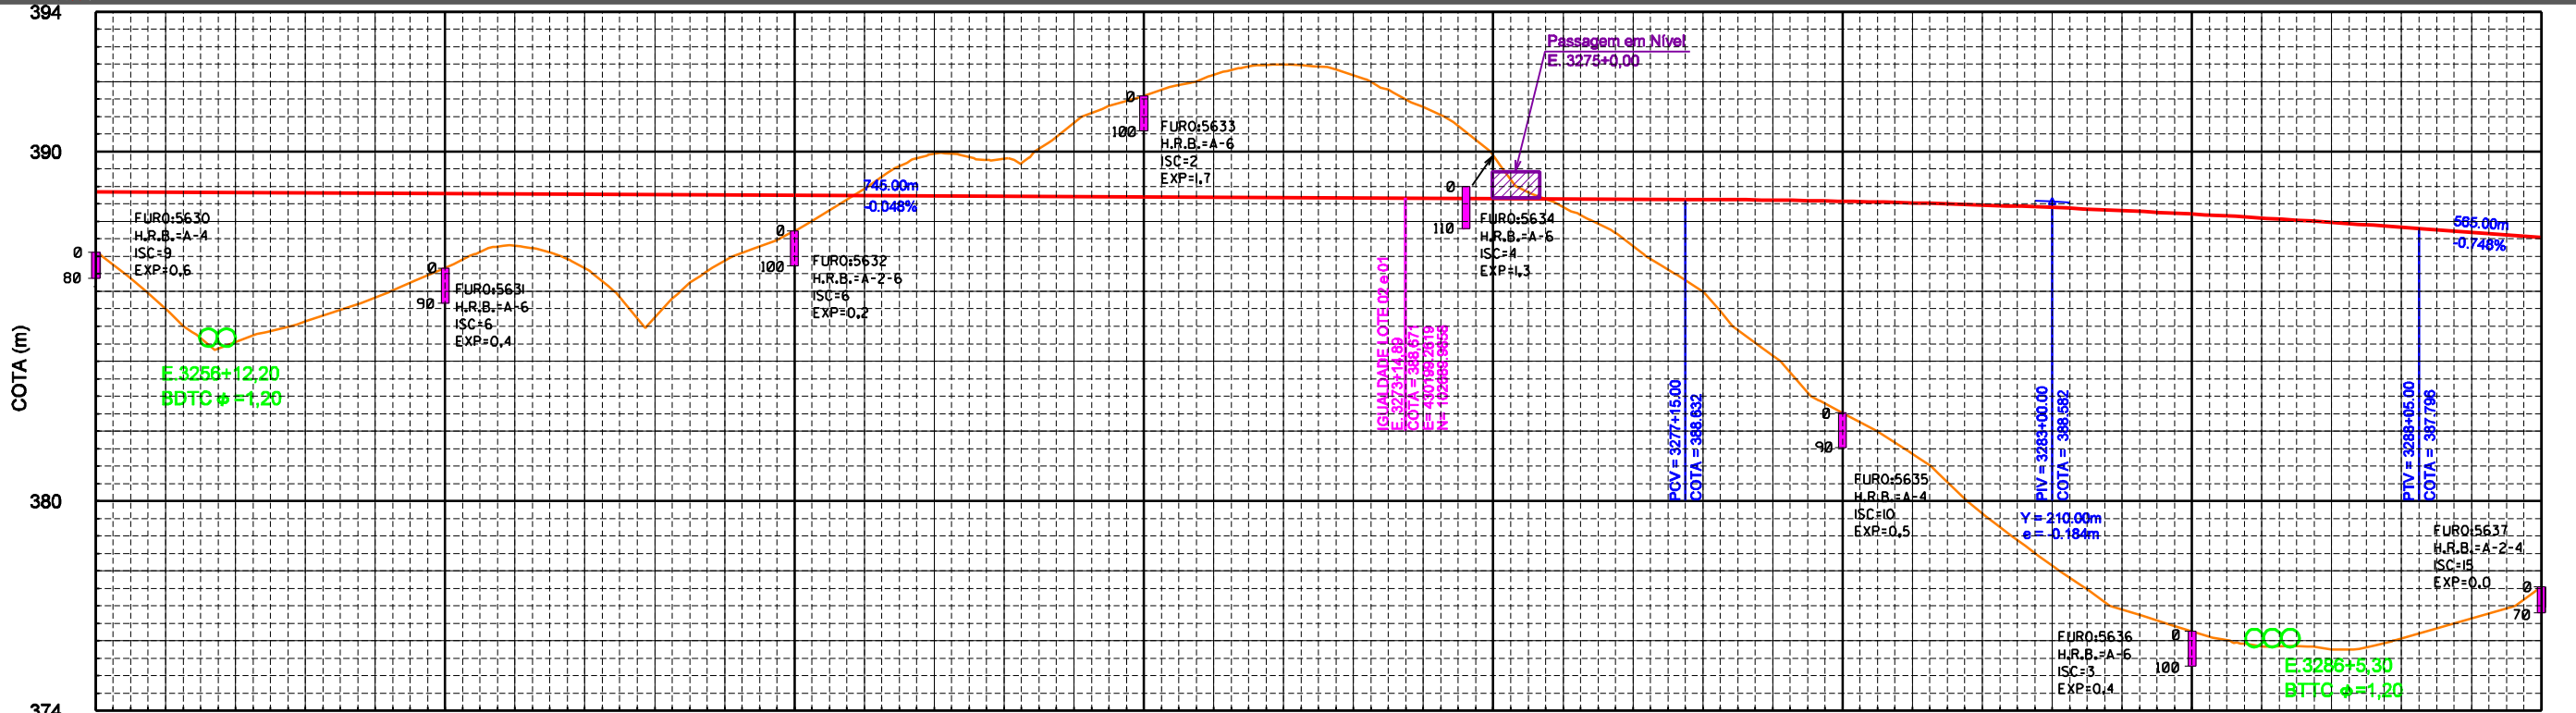 394
390
380
374
COTA (m)
0
80
FURO:5630
H.R.B.=A-4
ISC=9
EXP=0,6
E.3256+12,20
BDTC ϕ =1,20
0
90
FURO:5631
H.R.B.=A-6
ISC=6
EXP=0,4
0
100
FURO:5632
H.R.B.=A-2-6
ISC=6
EXP=0,2
745.00m
-0.048%
0
100
FURO:5633
H.R.B.=A-6
ISC=2
EXP=1,7
IGUALDADE LOTE 02 e 01
E.3273+14,89
COTA = 388,671
0
110
FURO:5634
H.R.B.=A-6
ISC=4
EXP=1,3
Passagem em Nível
E. 3275+0,00
PCV = 3277+15.00
COTA = 388.632
0
90
FURO:5635
H.R.B.=A-4
ISC=10
EXP=0,5
PIV = 3283+00.00
COTA = 388.582
Y = 210.00m
e = -0.184m
0
100
FURO:5636
H.R.B.=A-6
ISC=3
EXP=0,4
E.3286+5,30
BTTC ϕ=1,20
PTV = 3288+05.00
COTA = 387.796
565.00m
-0.748%
FURO:5637
H.R.B.=A-2-4
ISC=15
EXP=0,0
0
70